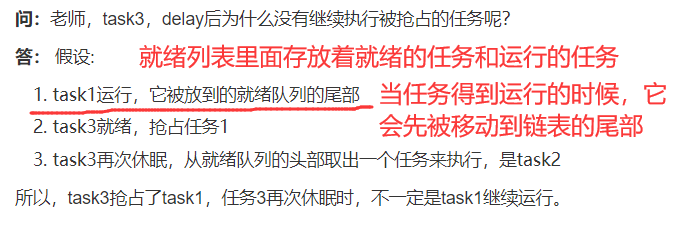 问：老师，task3，delay后为什么没有继续执行被抢占的任务呢？
答： 假设： 就绪列表里面存放着就绪的任务和运行的任务
1. task1运行，它被放到的就绪队列的尾部 当任务得到运行的时候，它
2. task3就绪，抢占任务1 会先被移动到链表的尾部
3. task3再次休眠，从就绪队列的头部取出一个任务来执行，是task2
所以，task3抢占了task1，任务3再次休眠时，不一定是task1继续运行。